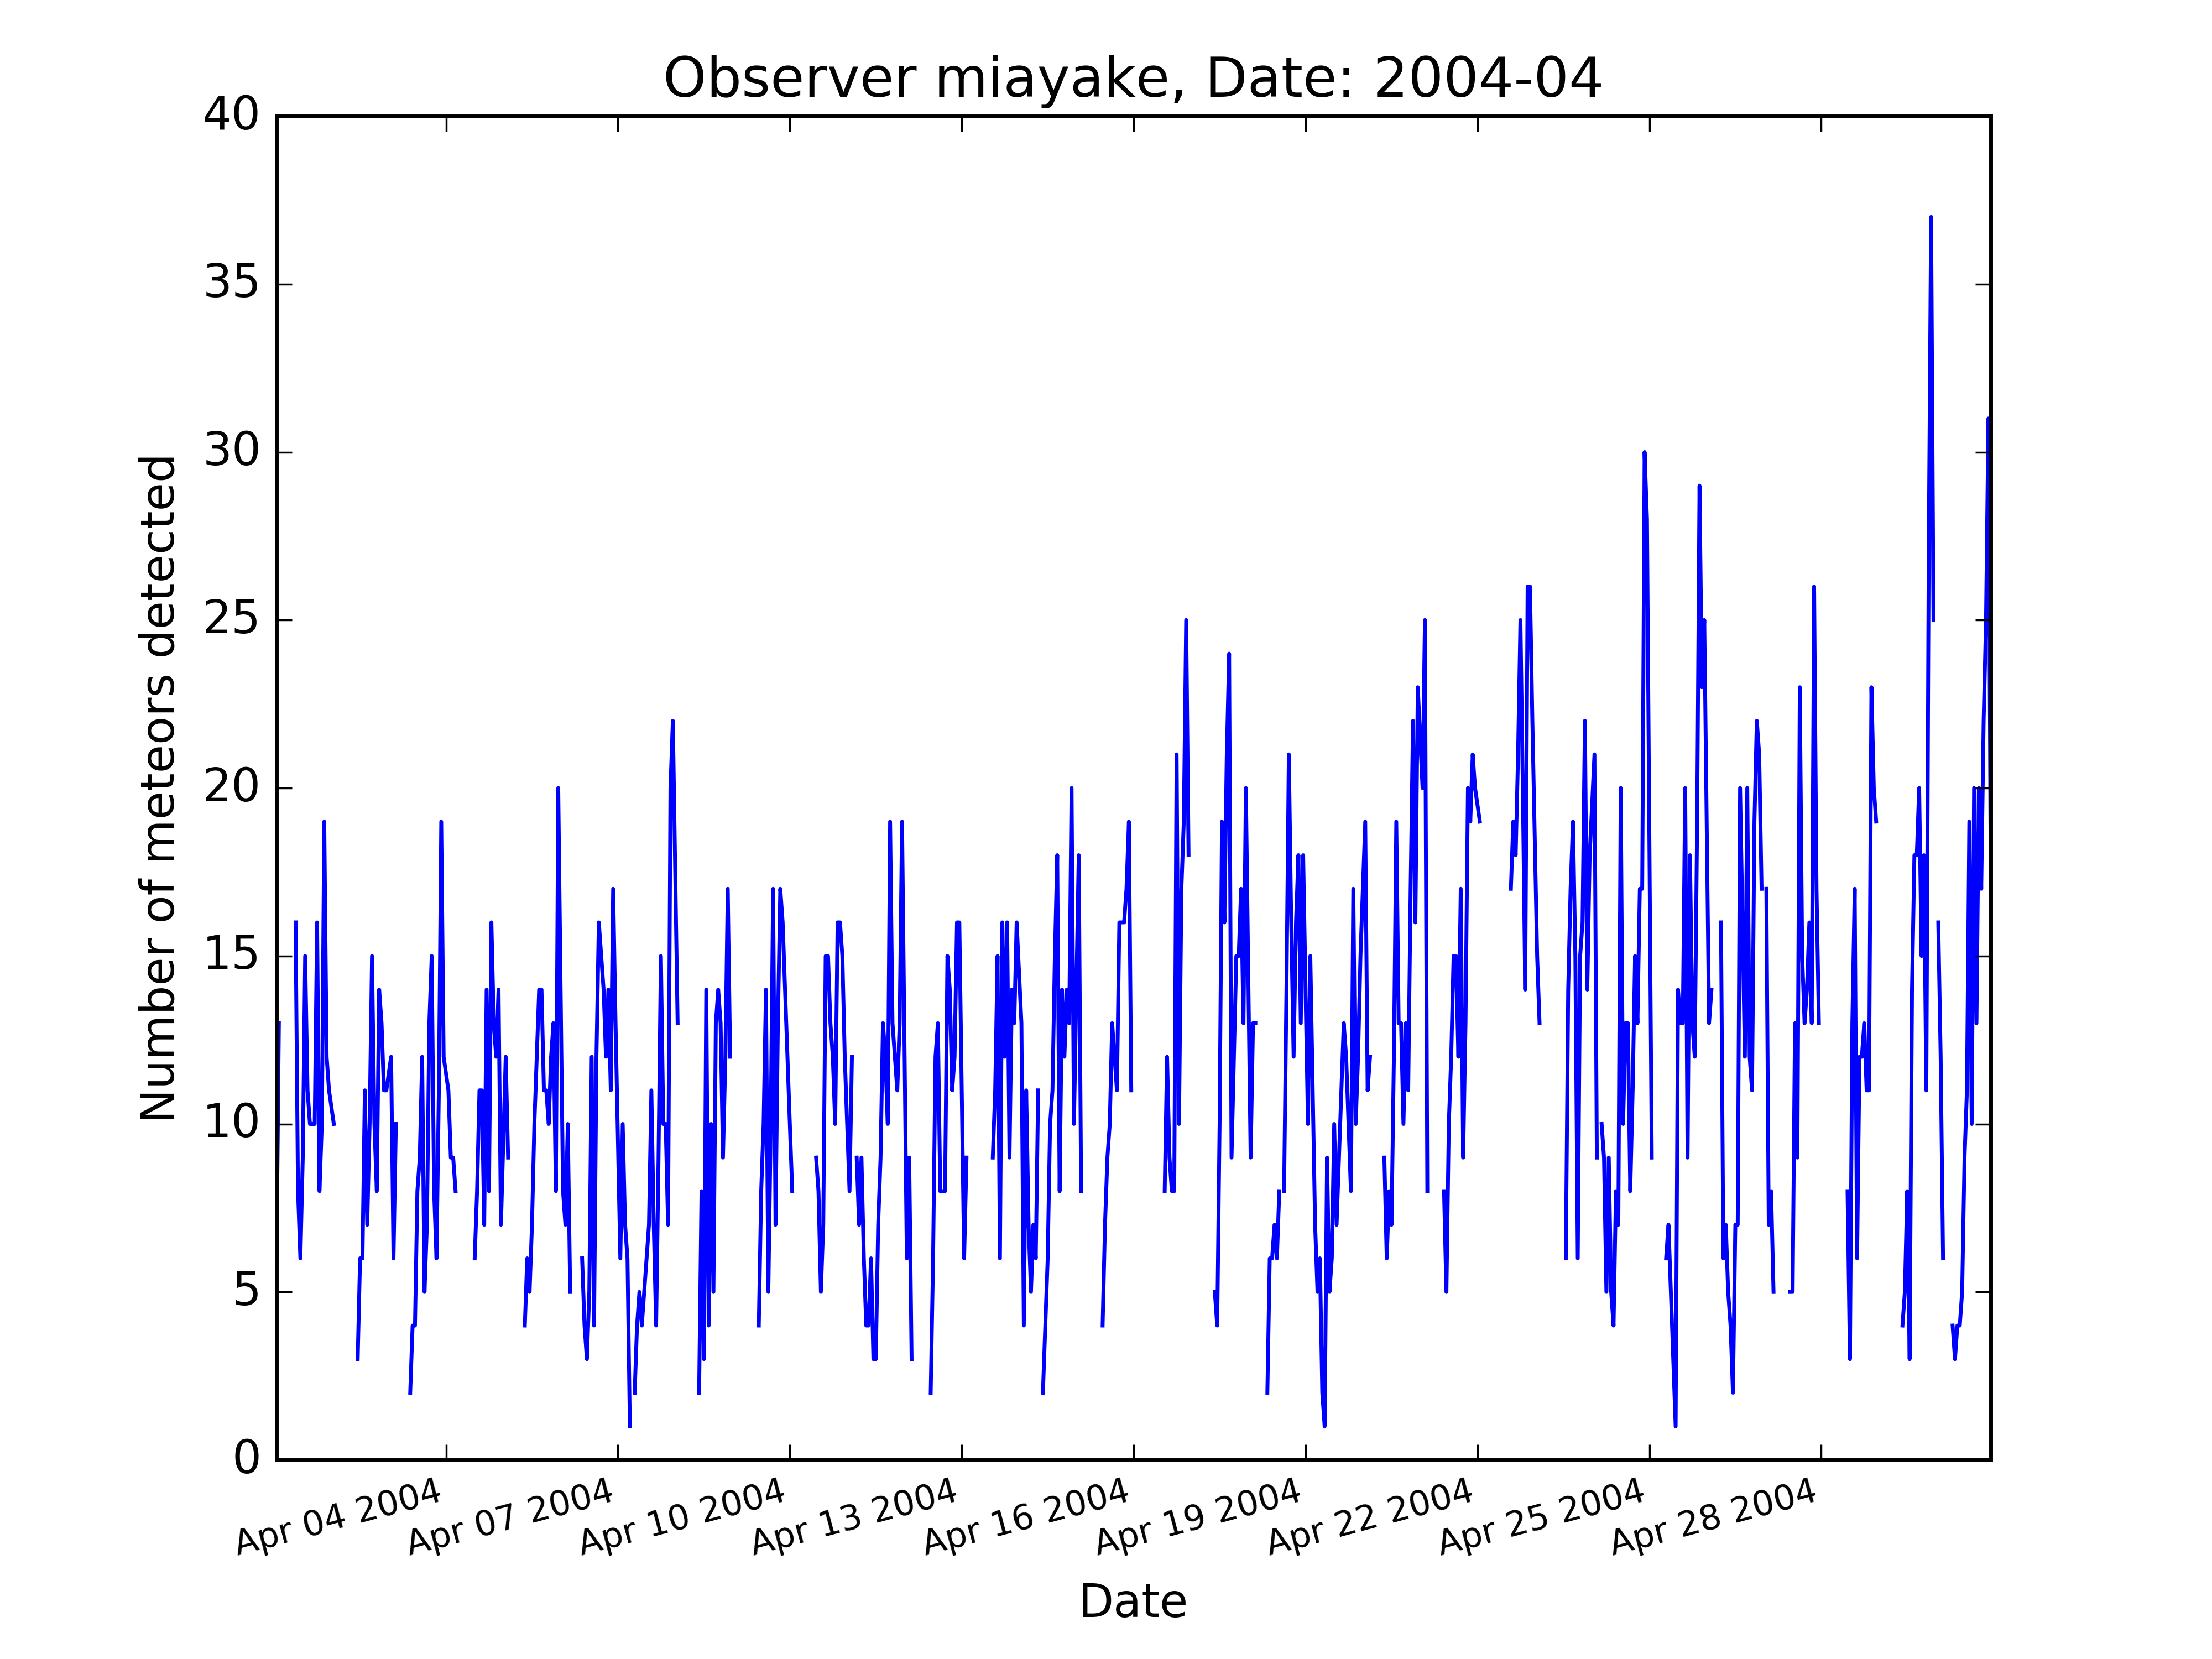 Observer miayake, Date: 2004-04
Number of meteors detected
40
35
30
25
20
15
10
5
0
Apr 04 2004
Apr 07 2004
Apr 10 2004
Apr 13 2004
Apr 16 2004
Apr 19 2004
Apr 22 2004
Apr 25 2004
Apr 28 2004
Date